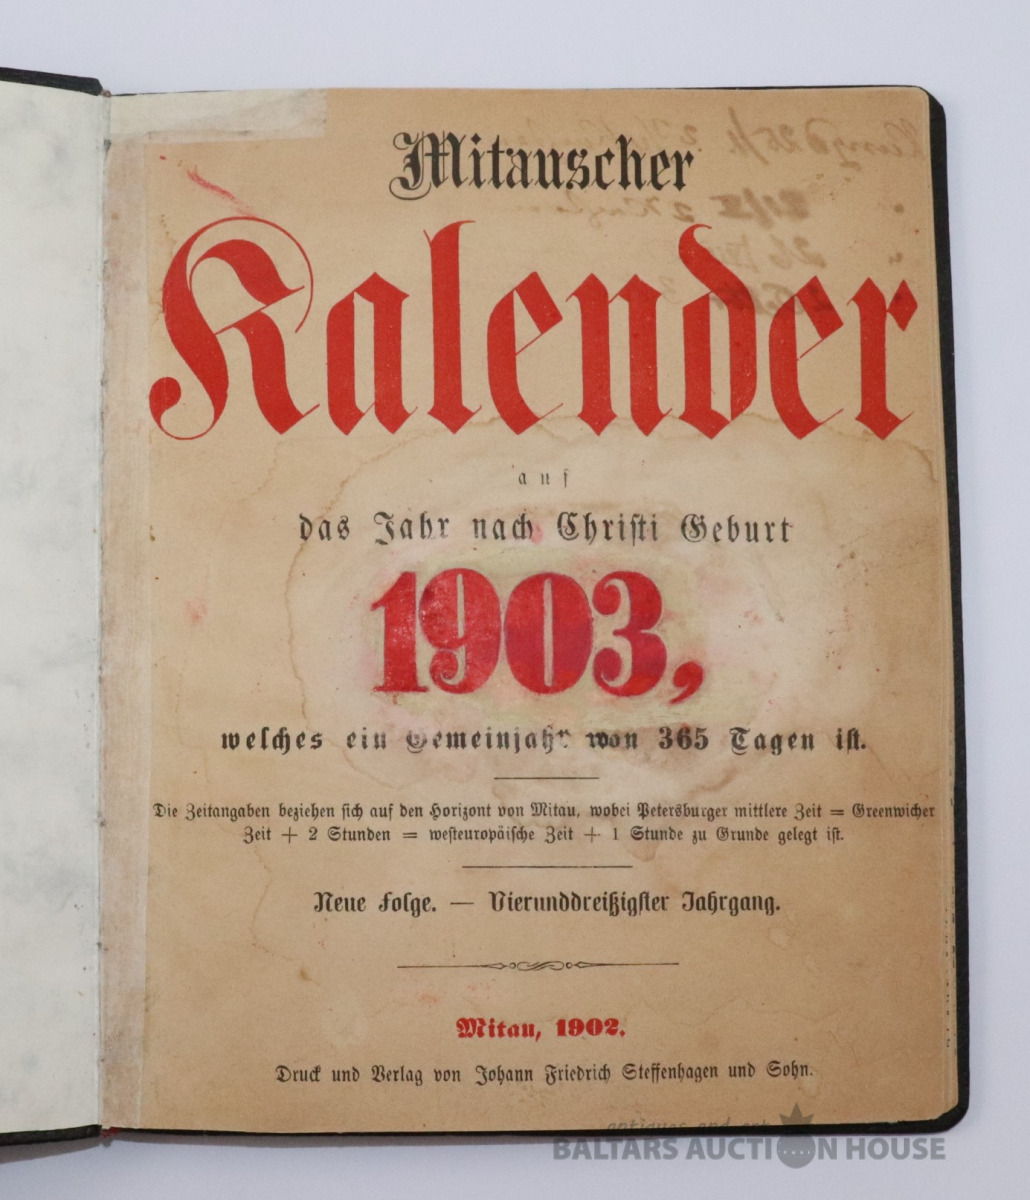 Mitauscher
Kalender
auf
das Jahr nach Christi Geburt
1903,
welches ein Gemeinjahr von 365 Tagen ist.
Die Zeitangaben beziehen sich auf den Horizont von Mitau, wobei Petersburger mittlere Zeit = Greenwicher
Zeit + 2 Stunden = westeuropäische Zeit + 1 Stunde zu Grunde gelegt ist.
Neue Folge. — Vierunddreißigster Jahrgang.
Mitau, 1902.
Druck und Verlag von Johann Friedrich Steffenhagen und Sohn.
antiques and art
BALTARS AUCTION HOUSE